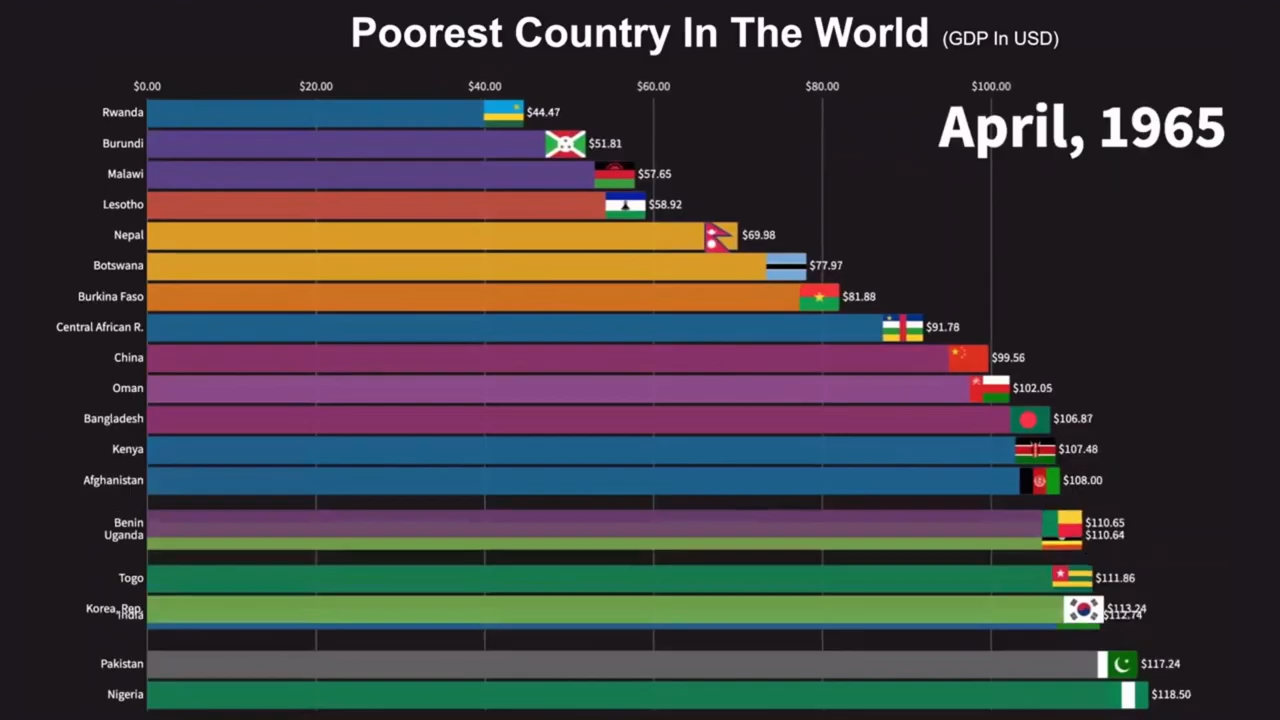 Poorest Country In The World (GDP In USD)
$0.00 $20.00 $40.00 $60.00 $80.00 $100.00
April, 1965
Rwanda $44.47
Burundi $51.81
Malawi $57.65
Lesotho $58.92
Nepal $69.98
Botswana $77.97
Burkina Faso $81.88
Central African R. $91.78
China $99.56
Oman $102.05
Bangladesh $106.87
Kenya $107.48
Afghanistan $108.00
Benin $110.65
Uganda $110.64
Togo $111.86
Korea, Rep. $113.24
India $112.74
Pakistan $117.24
Nigeria $118.50